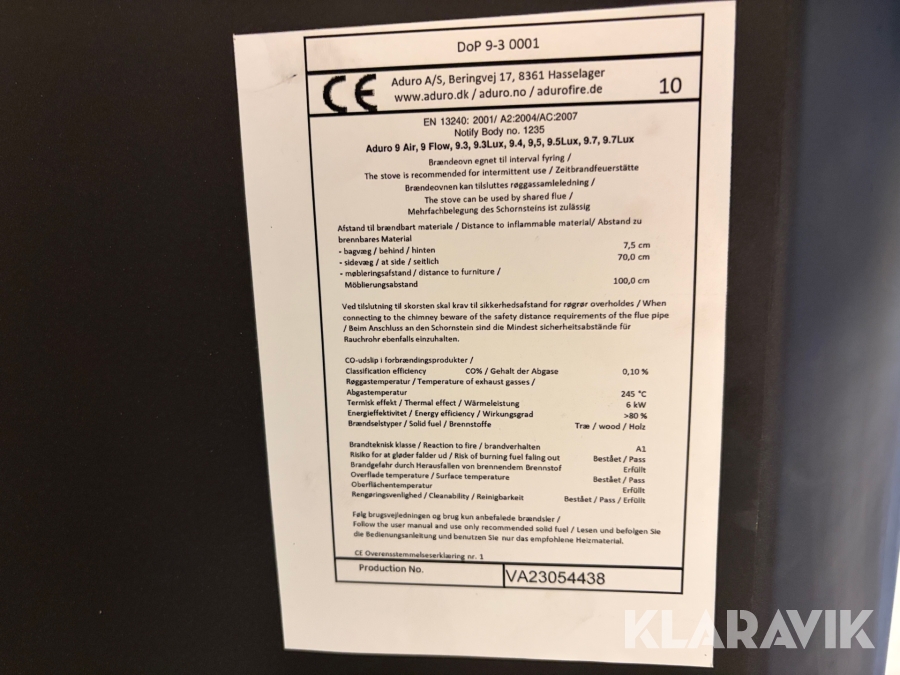 DoP 9-3 0001
CE
Aduro A/S, Beringvej 17, 8361 Hasselager
www.aduro.dk / aduro.no / adurofire.de
10
EN 13240: 2001/ A2:2004/AC:2007
Notify Body no. 1235
Aduro 9 Air, 9 Flow, 9.3, 9.3Lux, 9.4, 9,5, 9.5Lux, 9.7, 9.7Lux
Brændeovn egnet til interval fyring /
The stove is recommended for intermittent use / Zeitbrandfeuerstätte
Brændeovnen kan tilsluttes røggassamleledning /
The stove can be used by shared flue /
Mehrfachbelegung des Schornsteins ist zulässig
Afstand til brændbart materiale / Distance to inflammable material/ Abstand zu
brennbares Material
- bagvæg / behind / hinten 7,5 cm
- sidevæg / at side / seitlich 70,0 cm
- møbleringsafstand / distance to furniture /
Möblierungsabstand 100,0 cm
Ved tilslutning til skorsten skal krav til sikkerhedsafstand for røgrør overholdes / When
connecting to the chimney beware of the safety distance requirements of the flue pipe
/ Beim Anschluss an den Schornstein sind die Mindest sicherheitsabstände für
Rauchrohr ebenfalls einzuhalten.
CO-udslip i forbrændingsprodukter /
Classification efficiency CO% / Gehalt der Abgase 0,10 %
Røggastemperatur / Temperature of exhaust gasses /
Abgastemperatur 245 °C
Termisk effekt / Thermal effect / Wärmeleistung 6 kW
Energieffektivitet / Energy efficiency / Wirkungsgrad >80 %
Brændselstyper / Solid fuel / Brennstoffe Træ / wood / Holz
Brandteknisk klasse / Reaction to fire / brandverhalten A1
Risiko for at gløder falder ud / Risk of burning fuel faling out Bestået / Pass
Brandgefahr durch Herausfallen von brennendem Brennstof Erfüllt
Overflade temperature / Surface temperature Bestået / Pass
Oberflächentemperatur Erfüllt
Rengøringsvenlighed / Cleanability / Reinigbarkeit Bestået / Pass / Erfüllt
Følg brugsvejledningen og brug kun anbefalede brændsler /
Follow the user manual and use only recommended solid fuel / Lesen und befolgen Sie
die Bedienungsanleitung und benutzen Sie nur das empfohlene Heizmaterial.
CE Overensstemmelseserklæring nr. 1
Production No. VA23054438
KLARAVIK